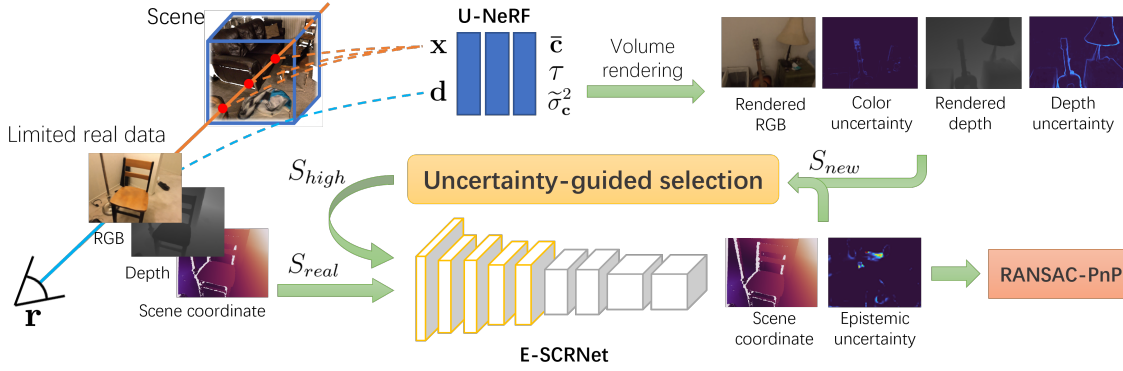 Scene
U-NeRF
x
d
c̄
τ
σ̃²_c
Volume
rendering
Rendered
RGB
Color
uncertainty
Rendered
depth
Depth
uncertainty
Limited real data
RGB
Depth
Scene coordinate
r
S_high
Uncertainty-guided selection
S_new
S_real
E-SCRNet
Scene
coordinate
Epistemic
uncertainty
RANSAC-PnP